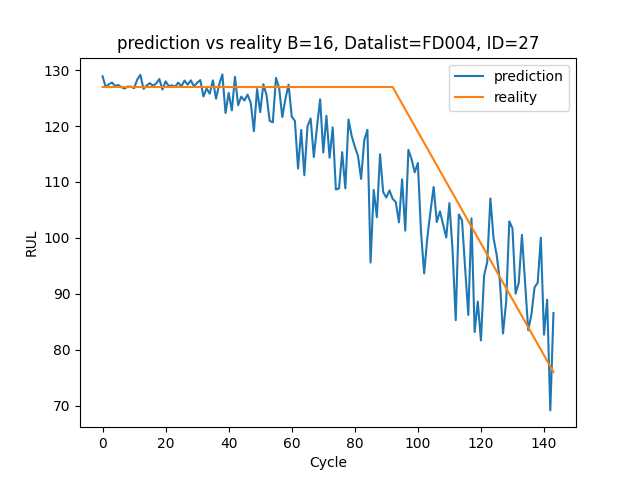 prediction vs reality B=16, Datalist=FD004, ID=27
prediction
reality
RUL
130
120
110
100
90
80
70
0 20 40 60 80 100 120 140
Cycle